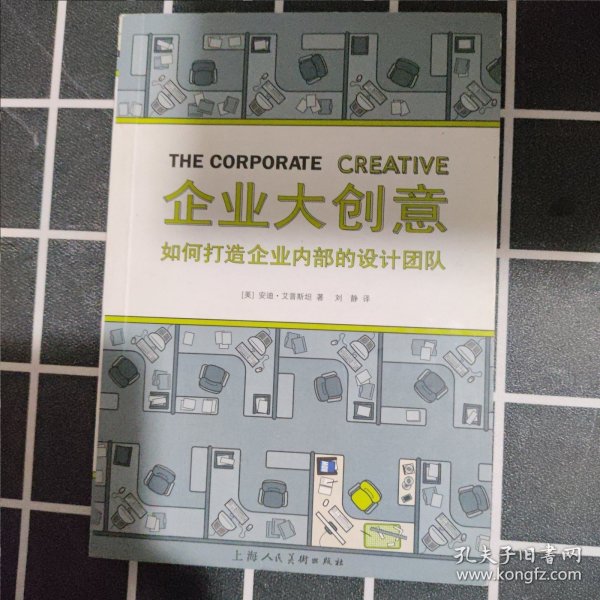 THE CORPORATE CREATIVE
企业大创意
如何打造企业内部的设计团队
[英] 安迪·艾普斯坦 著 刘 静 译
上海人民美術出版社
孔夫子旧书网
www.kongfz.com